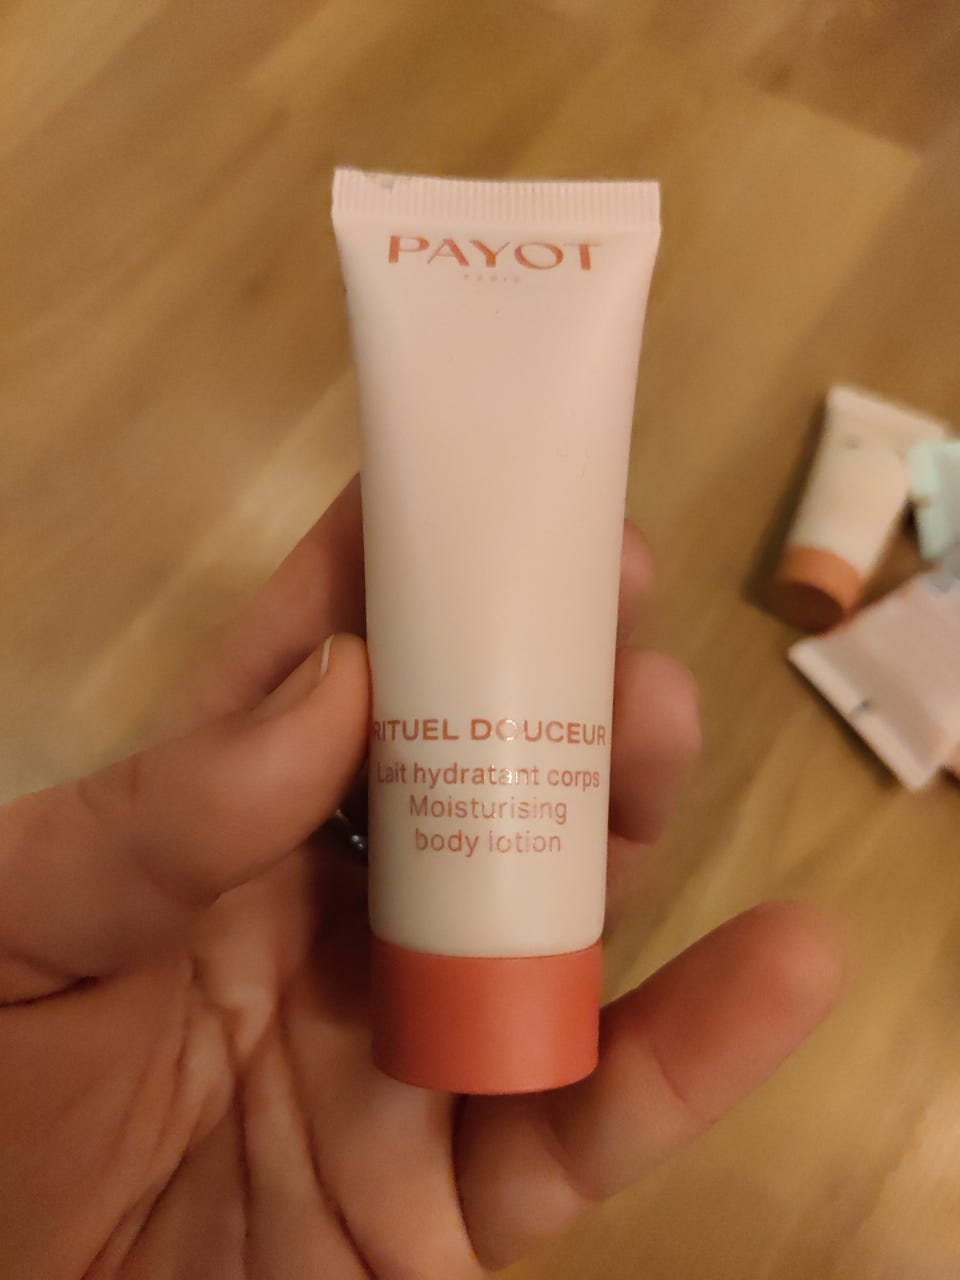 PAYOT
PARIS
RITUEL DOUCEUR
Lait hydratant corps
Moisturising
body lotion